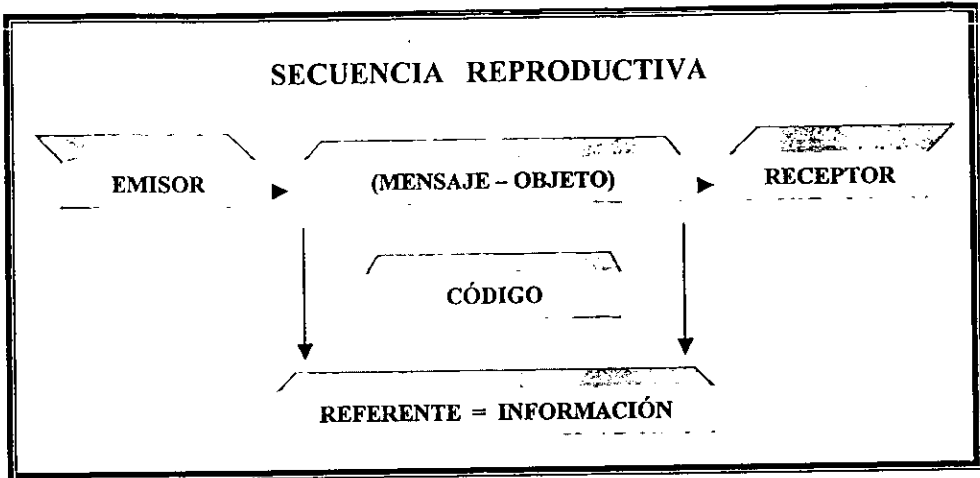 SECUENCIA REPRODUCTIVA
EMISOR (MENSAJE – OBJETO) RECEPTOR
CÓDIGO
REFERENTE = INFORMACIÓN